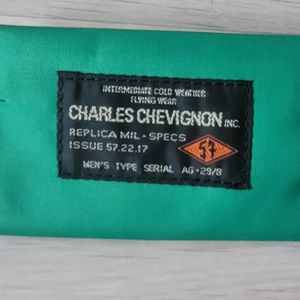 INTERMEDIATE COLD WEATHER
FLYING WEAR
CHARLES CHEVIGNON INC.
REPLICA MIL-SPECS
ISSUE 57.22.17
57
MEN'S TYPE SERIAL AG-29/8